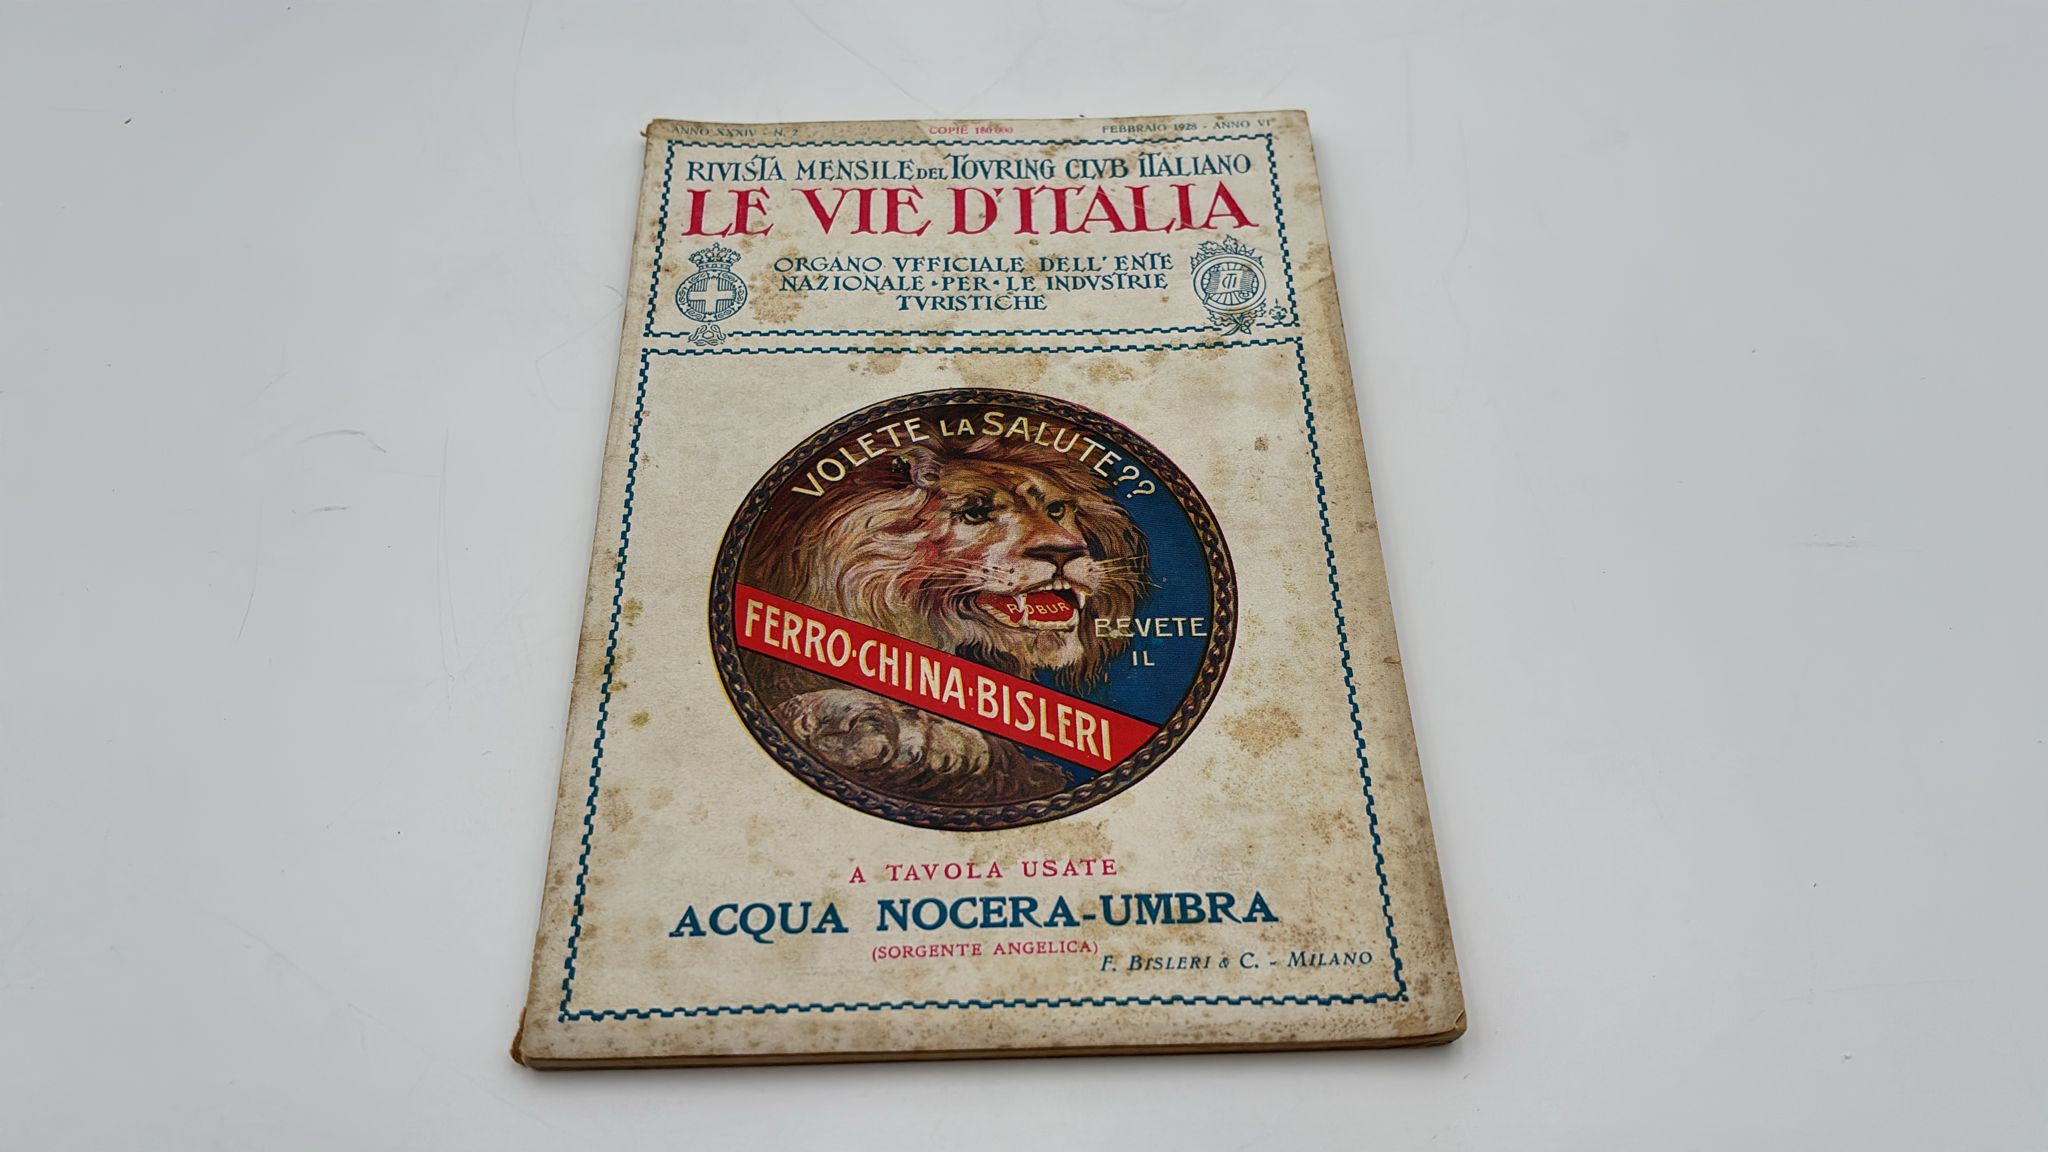 ANNO XXXIV - N. 2 COPIE 180.000 FEBBRAIO 1928 - ANNO VI°
RIVISTA MENSILE DEL TOVRING CLVB ITALIANO
LE VIE D'ITALIA
ORGANO VFFICIALE DELL'ENTE
NAZIONALE·PER·LE INDVSTRIE
TVRISTICHE
VOLETE LA SALUTE??
ROBUR
BEVETE
IL
FERRO·CHINA·BISLERI
A TAVOLA USATE
ACQUA NOCERA-UMBRA
(SORGENTE ANGELICA)
F. BISLERI & C. - MILANO